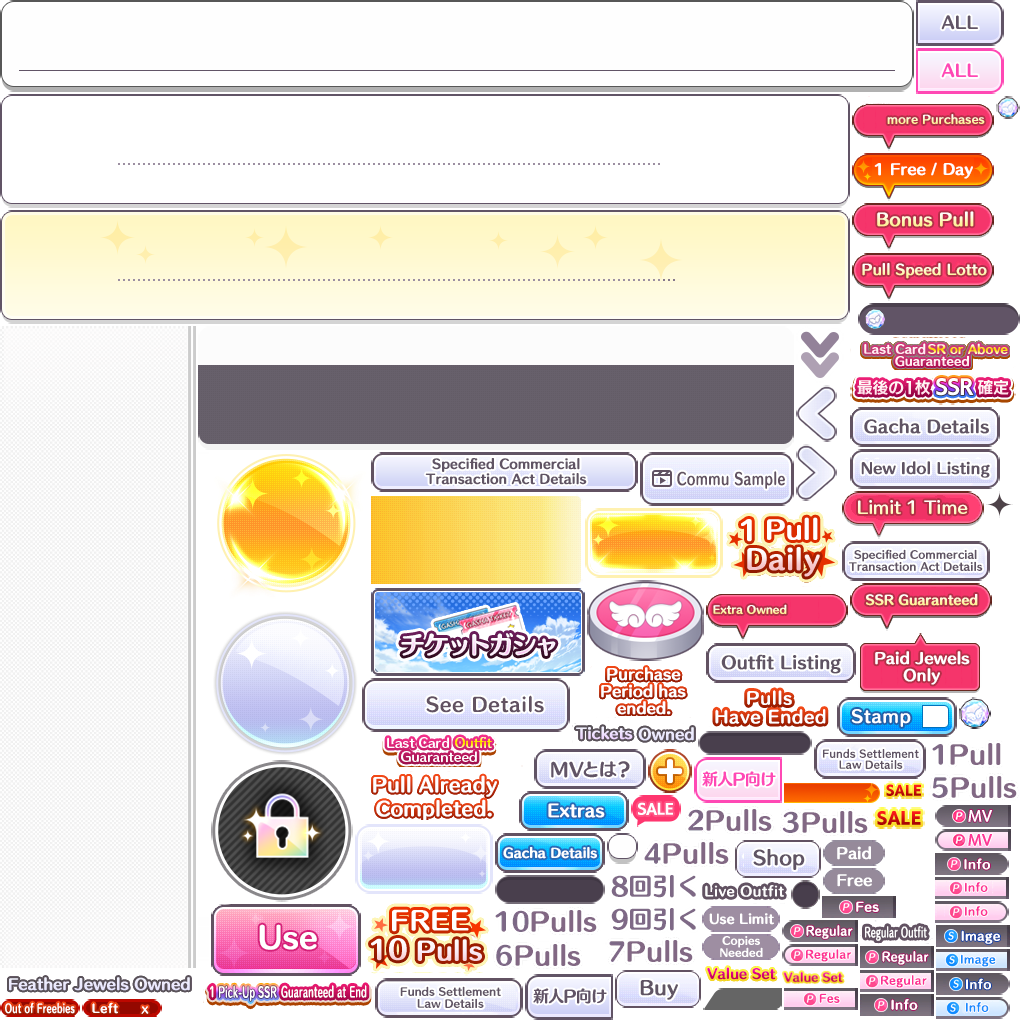 ALL
ALL
more Purchases
1 Free / Day
Bonus Pull
Pull Speed Lotto
Last Card SR or Above
Guaranteed
最後の1枚SSR確定
Gacha Details
New Idol Listing
Limit 1 Time
Specified Commercial
Transaction Act Details
Commu Sample
1 Pull
Daily
Specified Commercial
Transaction Act Details
SSR Guaranteed
Extra Owned
チケットガシャ
Outfit Listing
Paid Jewels
Only
Purchase
Period has
ended.
See Details
Pulls
Have Ended
Stamp
Tickets Owned
Last Card Outfit
Guaranteed
MVとは?
Funds Settlement
Law Details
1Pull
新人P向け
5Pulls
Pull Already
Completed.
SALE
Extras
SALE
2Pulls
3Pulls
SALE
P MV
P MV
Gacha Details
4Pulls
Shop
Paid
P Info
Free
8回引く
Live Outfit
P Info
P Fes
P Info
Use
FREE
10 Pulls
10Pulls
9回引く
Use Limit
P Regular
Regular Outfit
S Image
6Pulls
7Pulls
Copies
Needed
P Regular
P Regular
S Image
Value Set
Value Set
P Regular
Feather Jewels Owned
1 Pick-Up SSR Guaranteed at End
Funds Settlement
Law Details
新人P向け
Buy
P Fes
P Info
S Info
S Info
Out of Freebies
Left x